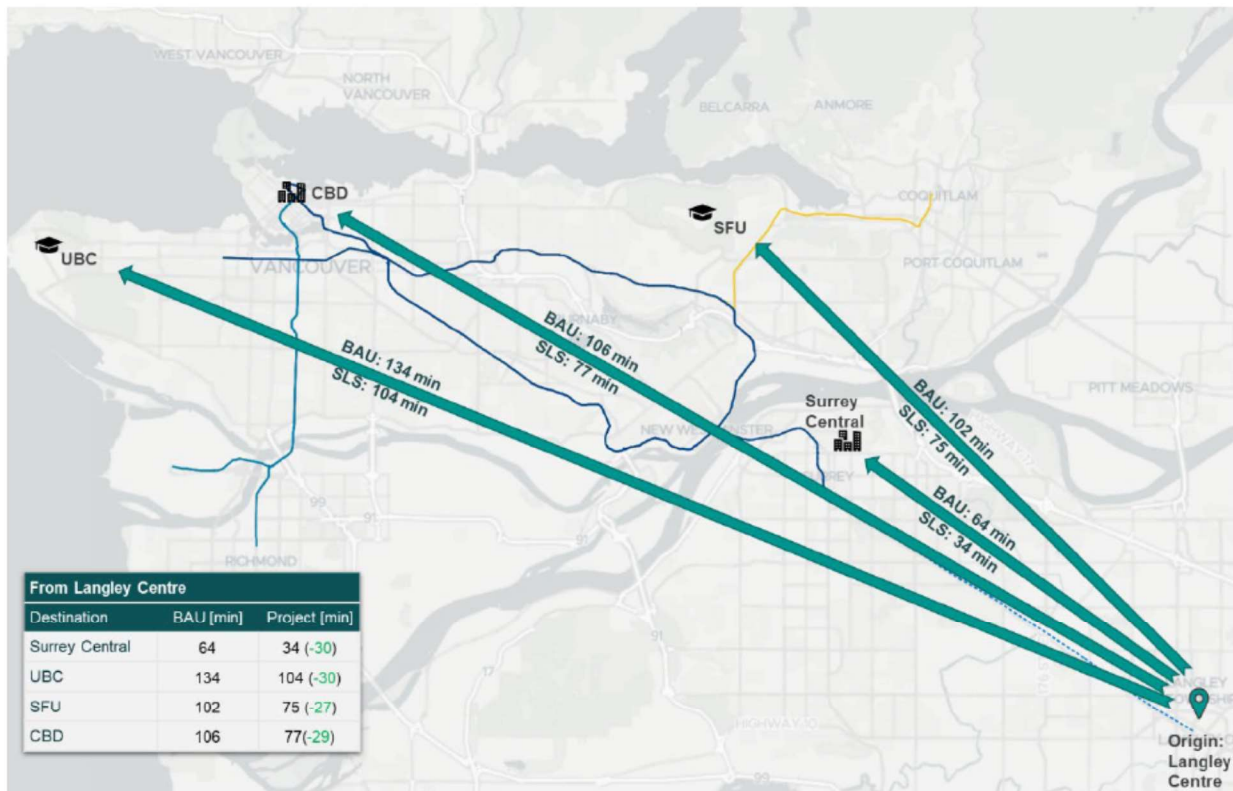 WEST VANCOUVER
NORTH
VANCOUVER
BELCARRA
ANMORE
CBD
SFU
COQUITLAM
UBC
VANCOUVER
PORT COQUITLAM
BAU: 106 min
SLS: 77 min
BAU: 134 min
SLS: 104 min
PITT MEADOWS
Surrey
Central
BAU: 102 min
SLS: 75 min
NEW WESTMINSTER
BAU: 64 min
SLS: 34 min
99
91
91
RICHMOND
91
17
HIGHWAY 10
99
From Langley Centre
Destination BAU [min] Project [min]
Surrey Central 64 34 (-30)
UBC 134 104 (-30)
SFU 102 75 (-27)
CBD 106 77(-29)
Origin:
Langley
Centre